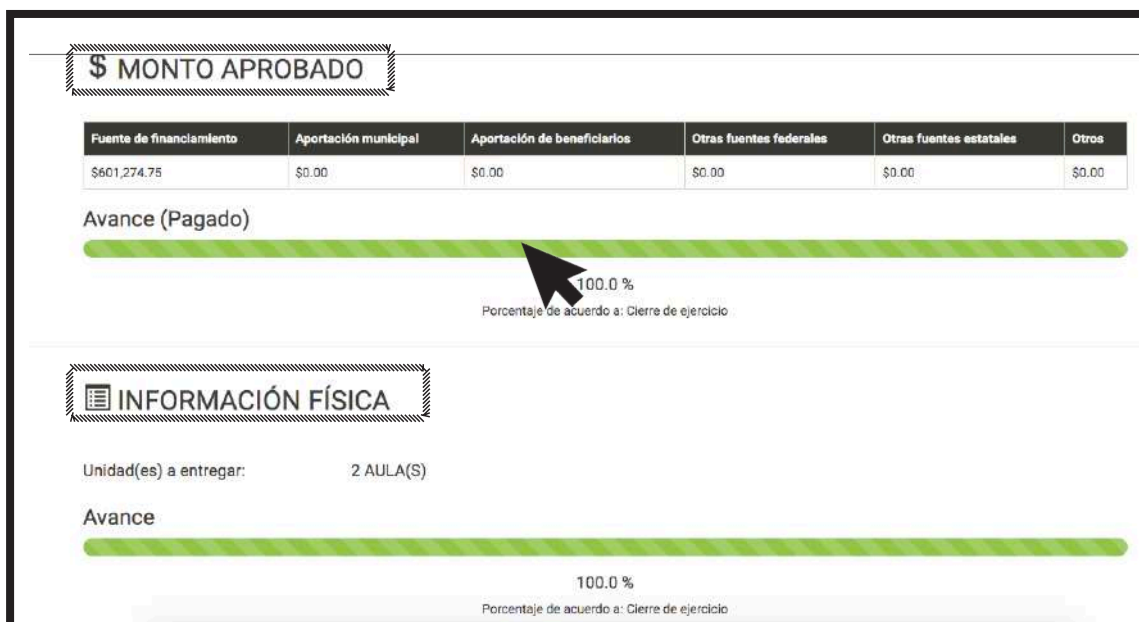 $ MONTO APROBADO
Fuente de financiamiento Aportación municipal Aportación de beneficiarios Otras fuentes federales Otras fuentes estatales Otros
$601,274.75 $0.00 $0.00 $0.00 $0.00 $0.00
Avance (Pagado)
100.0 %
Porcentaje de acuerdo a: Cierre de ejercicio
INFORMACIÓN FÍSICA
Unidad(es) a entregar: 2 AULA(S)
Avance
100.0 %
Porcentaje de acuerdo a: Cierre de ejercicio